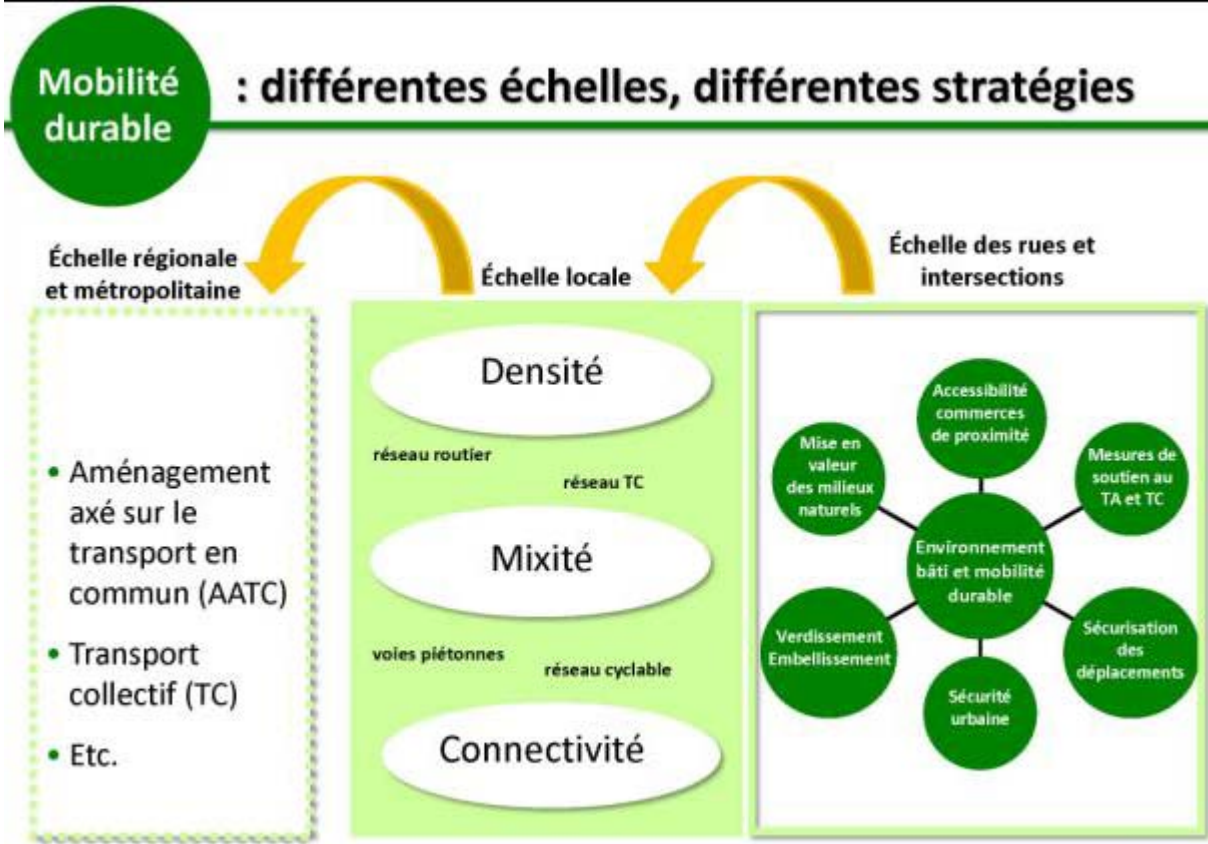 Mobilité
durable
: différentes échelles, différentes stratégies
Échelle régionale
et métropolitaine
• Aménagement
axé sur le
transport en
commun (AATC)
• Transport
collectif (TC)
• Etc.
Échelle locale
Densité
réseau routier
réseau TC
Mixité
voies piétonnes
réseau cyclable
Connectivité
Échelle des rues et
intersections
Accessibilité
commerces
de proximité
Mise en
valeur
des milieux
naturels
Mesures de
soutien au
TA et TC
Environnement
bâti et mobilité
durable
Verdissement
Embellissement
Sécurisation
des
déplacements
Sécurité
urbaine